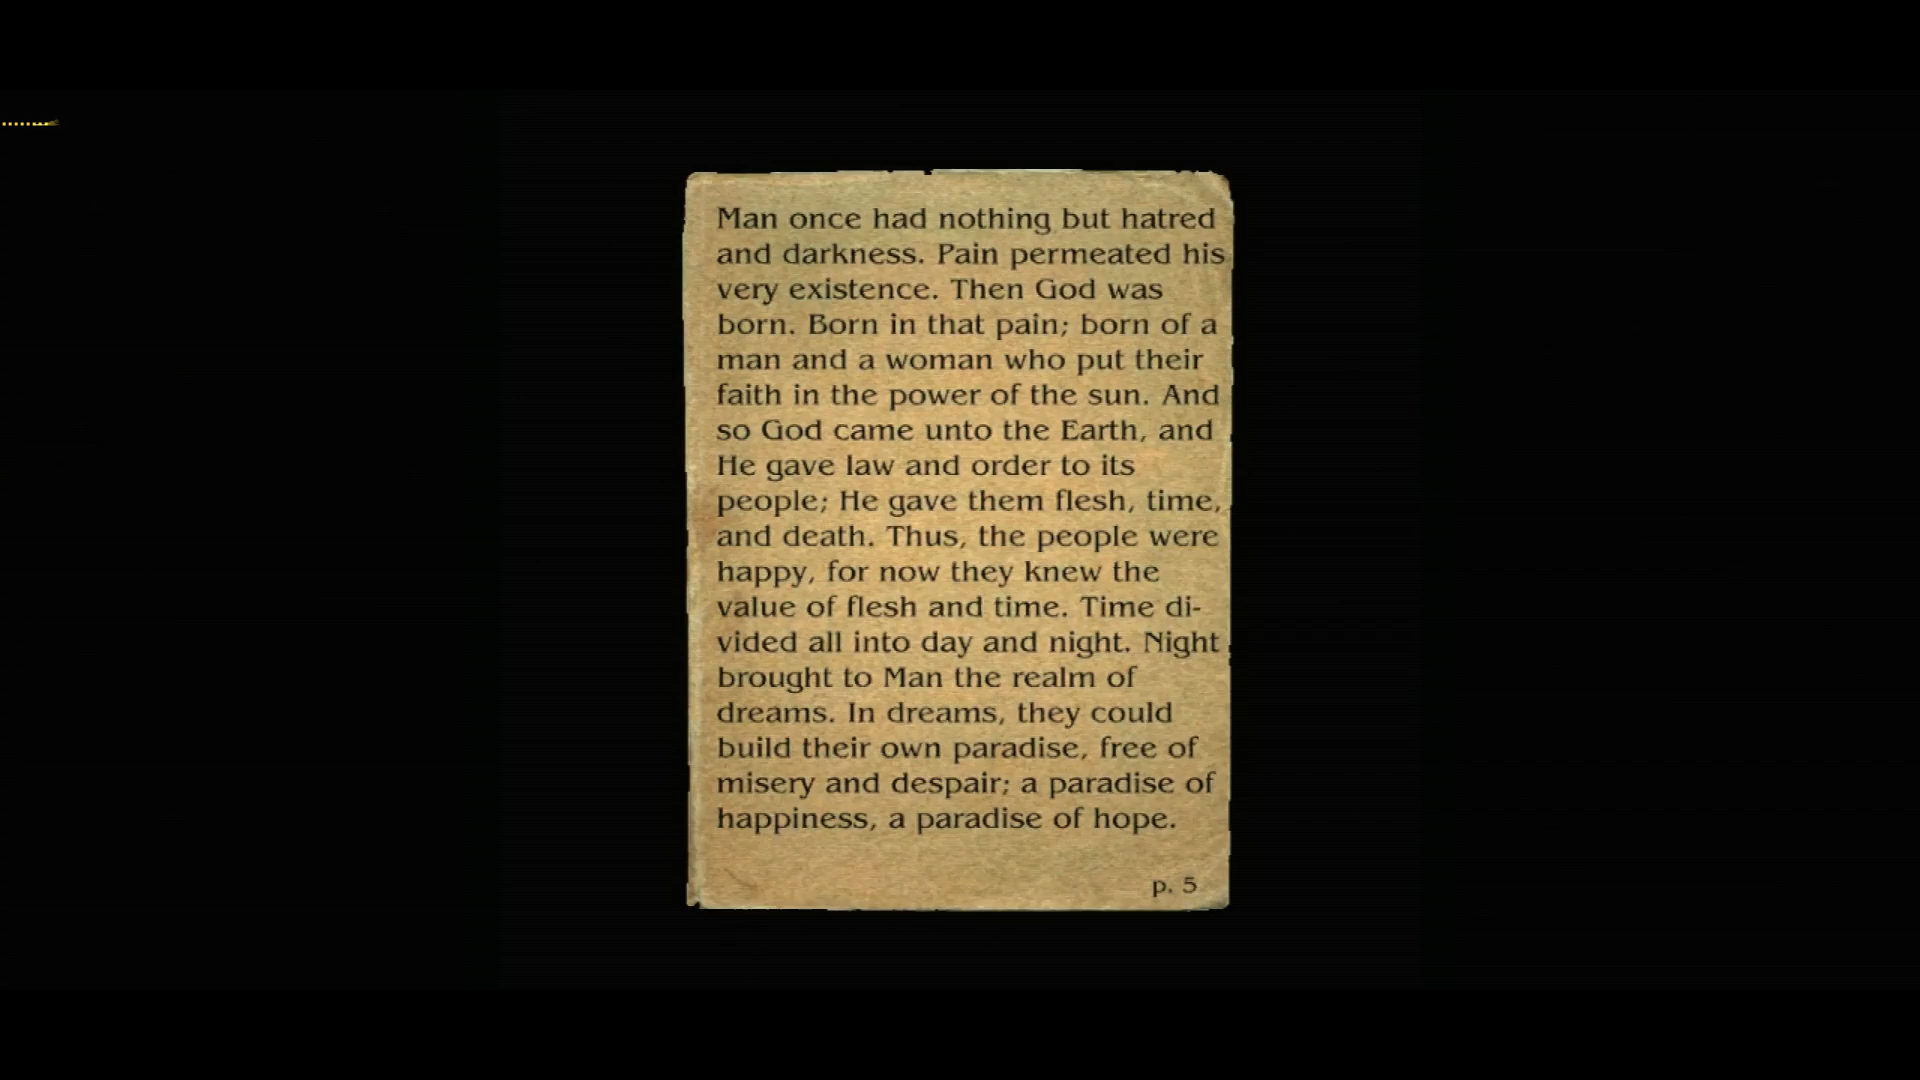 Man once had nothing but hatred
and darkness. Pain permeated his
very existence. Then God was
born. Born in that pain; born of a
man and a woman who put their
faith in the power of the sun. And
so God came unto the Earth, and
He gave law and order to its
people; He gave them flesh, time,
and death. Thus, the people were
happy, for now they knew the
value of flesh and time. Time di-
vided all into day and night. Night
brought to Man the realm of
dreams. In dreams, they could
build their own paradise, free of
misery and despair; a paradise of
happiness, a paradise of hope.
p. 5